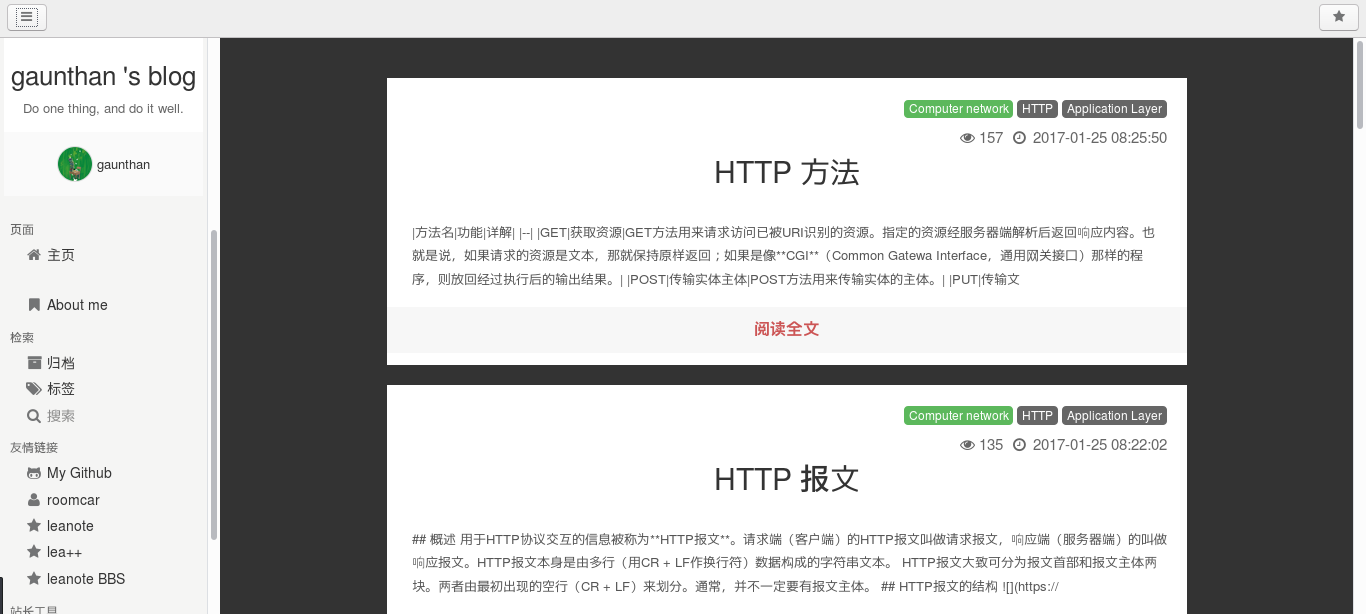 gaunthan 's blog
Do one thing, and do it well.
gaunthan
页面
主页
About me
检索
归档
标签
搜索
友情链接
My Github
roomcar
leanote
lea++
leanote BBS
站长工具
Computer network HTTP Application Layer
157 2017-01-25 08:25:50
HTTP 方法
|方法名|功能|详解| |--| |GET|获取资源|GET方法用来请求访问已被URI识别的资源。指定的资源经服务器端解析后返回响应内容。也
就是说，如果请求的资源是文本，那就保持原样返回；如果是像**CGI**（Common Gatewa Interface，通用网关接口）那样的程
序，则放回经过执行后的输出结果。| |POST|传输实体主体|POST方法用来传输实体的主体。| |PUT|传输文
阅读全文
Computer network HTTP Application Layer
135 2017-01-25 08:22:02
HTTP 报文
## 概述 用于HTTP协议交互的信息被称为**HTTP报文**。请求端（客户端）的HTTP报文叫做请求报文，响应端（服务器端）的叫做
响应报文。HTTP报文本身是由多行（用CR + LF作换行符）数据构成的字符串文本。 HTTP报文大致可分为报文首部和报文主体两
块。两者由最初出现的空行（CR + LF）来划分。通常，并不一定要有报文主体。 ## HTTP报文的结构 ![](https://